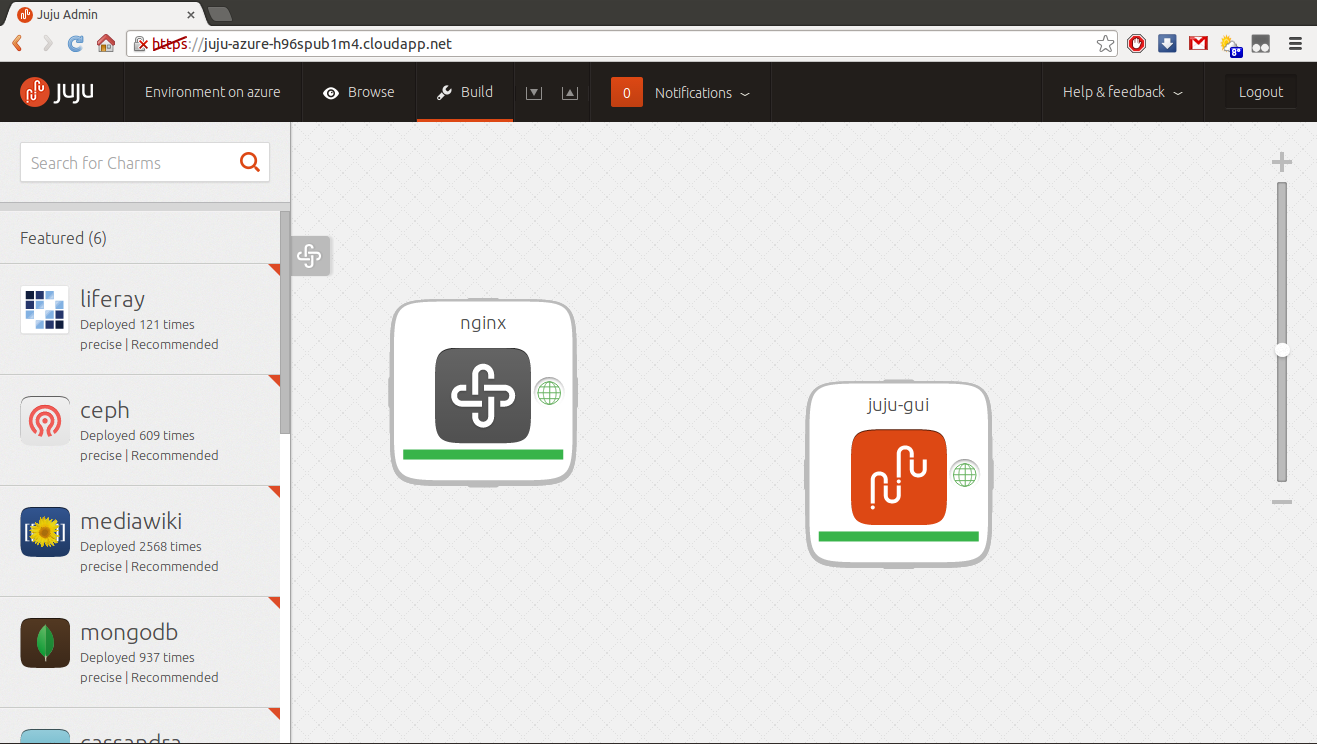 Juju Admin
https://juju-azure-h96spub1m4.cloudapp.net
8°
juju
Environment on azure
Browse
Build
0
Notifications
Help & feedback
Logout
Search for Charms
Featured (6)
liferay
Deployed 121 times
precise | Recommended
ceph
Deployed 609 times
precise | Recommended
mediawiki
Deployed 2568 times
precise | Recommended
mongodb
Deployed 937 times
precise | Recommended
cassandra
nginx
juju-gui